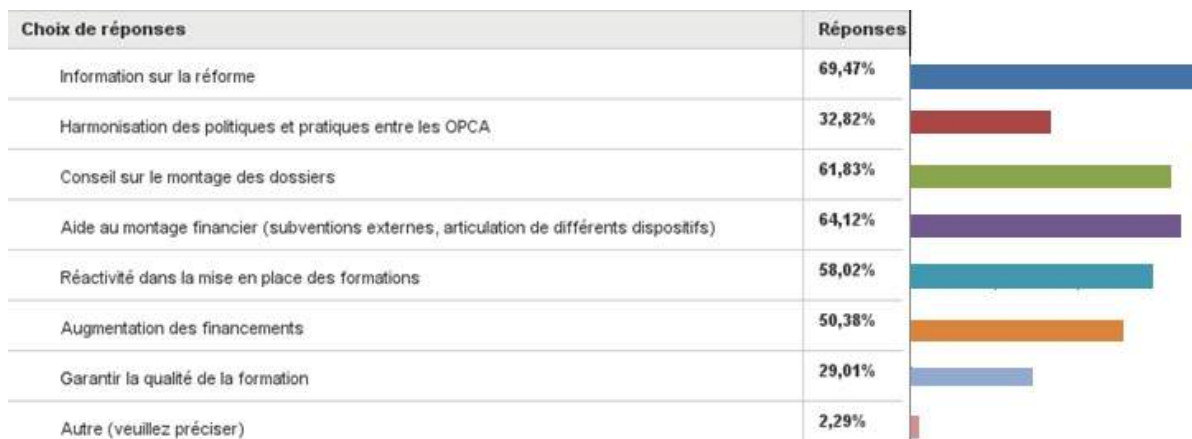 Choix de réponses Réponses
Information sur la réforme 69,47%
Harmonisation des politiques et pratiques entre les OPCA 32,82%
Conseil sur le montage des dossiers 61,83%
Aide au montage financier (subventions externes, articulation de différents dispositifs) 64,12%
Réactivité dans la mise en place des formations 58,02%
Augmentation des financements 50,38%
Garantir la qualité de la formation 29,01%
Autre (veuillez préciser) 2,29%